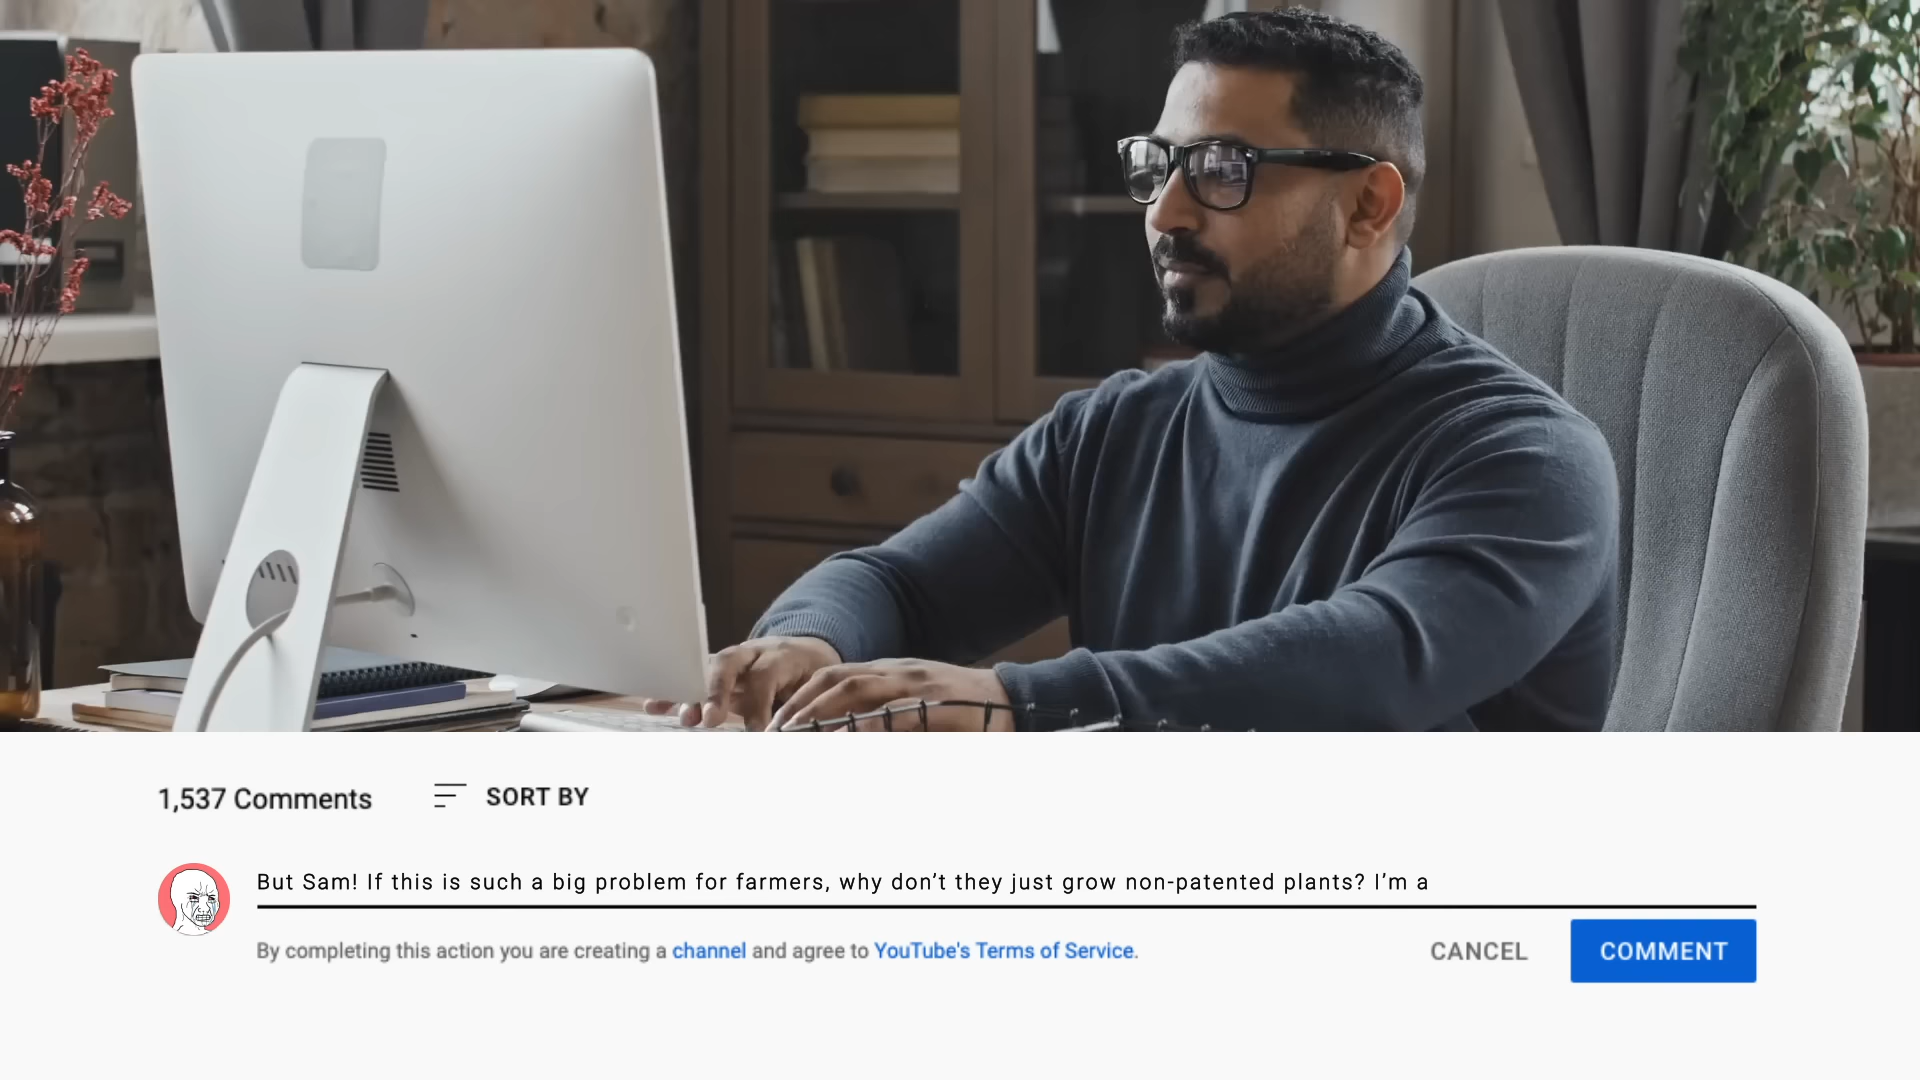 1,537 Comments SORT BY
But Sam! If this is such a big problem for farmers, why don’t they just grow non-patented plants? I’m a
By completing this action you are creating a channel and agree to YouTube's Terms of Service.
CANCEL COMMENT